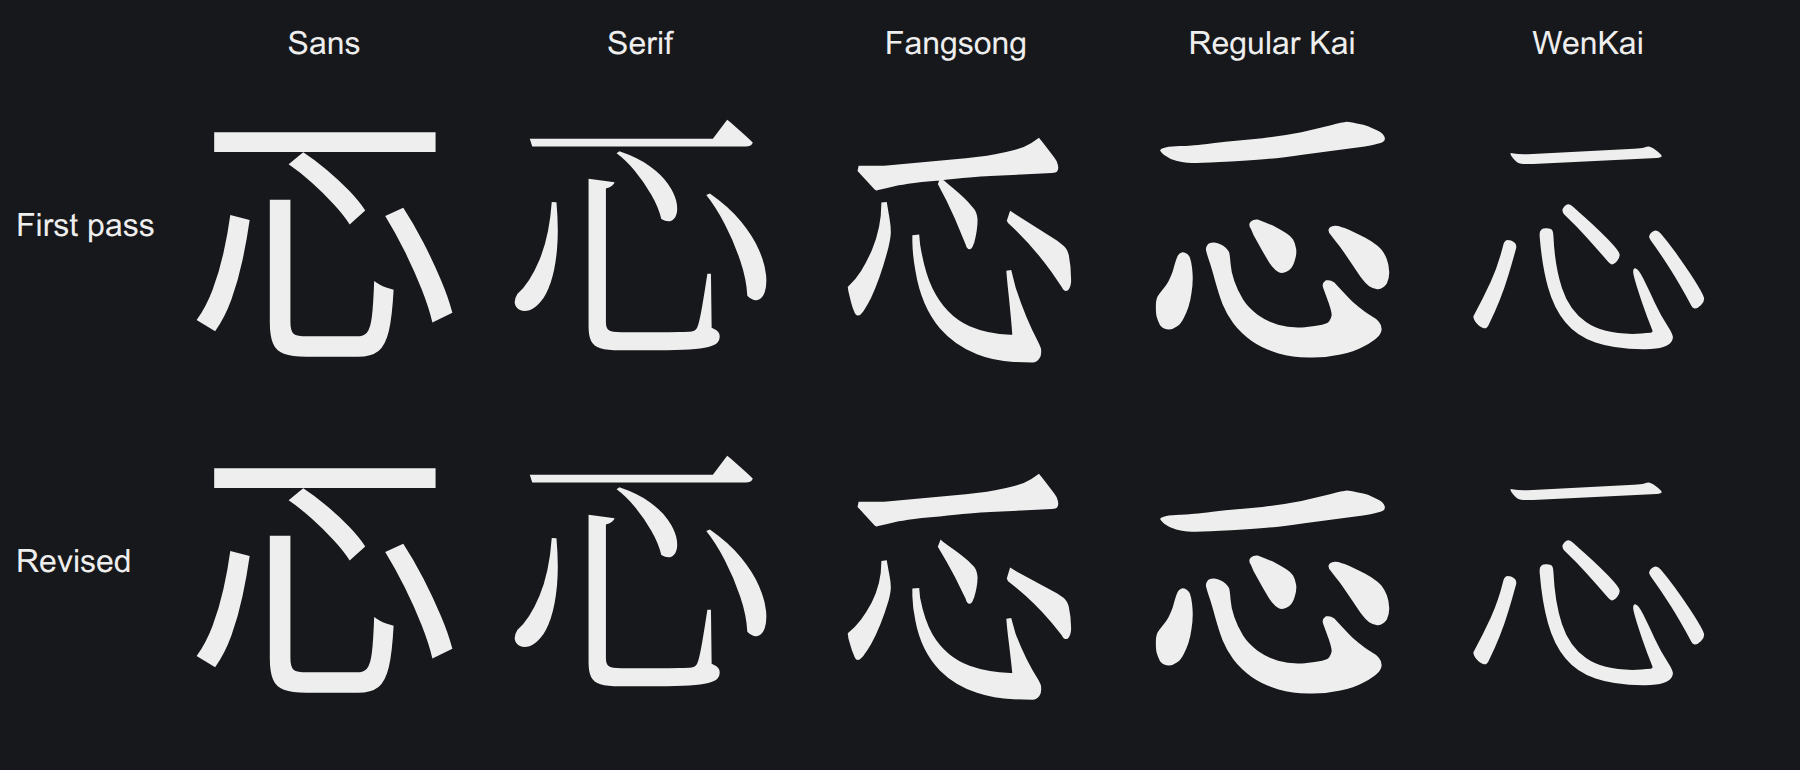 Sans Serif Fangsong Regular Kai WenKai
First pass 𢖩 𢖩 𢖩 𢖩 𢖩
Revised 𢖩 𢖩 𢖩 𢖩 𢖩